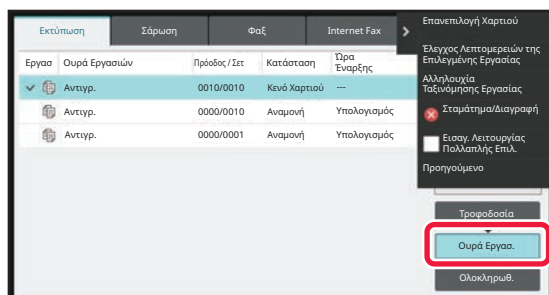 Εκτύπωση Σάρωση Φαξ Internet Fax
Εργασ Ουρά Εργασιών Πρόοδος / Σετ Κατάσταση Ώρα Έναρξης
Αντιγρ. 0010/0010 Κενό Χαρτιού ---
Αντιγρ. 0000/0010 Αναμονή Υπολογισμός
Αντιγρ. 0000/0001 Αναμονή Υπολογισμός
Επανεπιλογή Χαρτιού
Έλεγχος Λεπτομερειών της
Επιλεγμένης Εργασίας
Αλληλουχία
Ταξινόμησης Εργασίας
Σταμάτημα/Διαγραφή
Εισαγ. Λειτουργίας
Πολλαπλής Επιλ.
Προηγούμενο
Τροφοδοσία
Ουρά Εργασ.
Ολοκληρωθ.